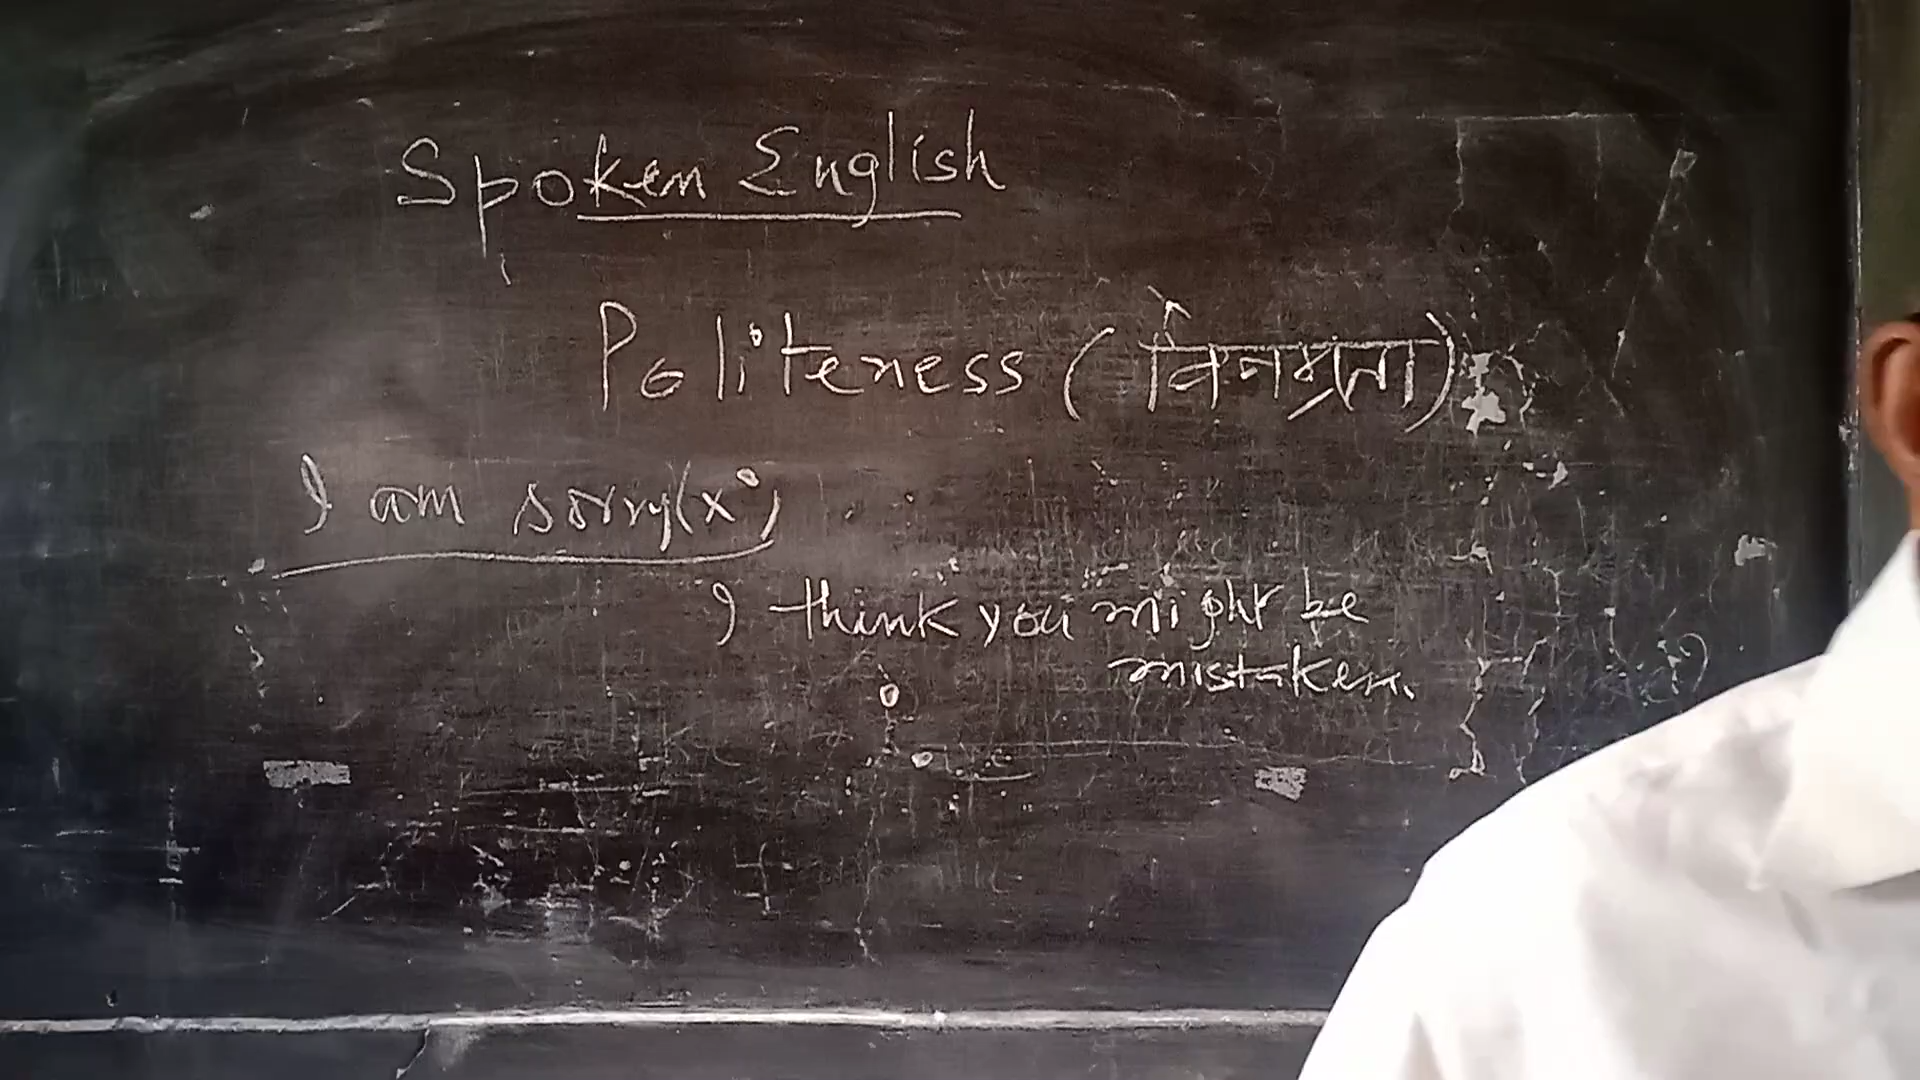 Spoken English
Politeness (विनम्रता)
I am sorry(x)
I think you might be
mistaken.